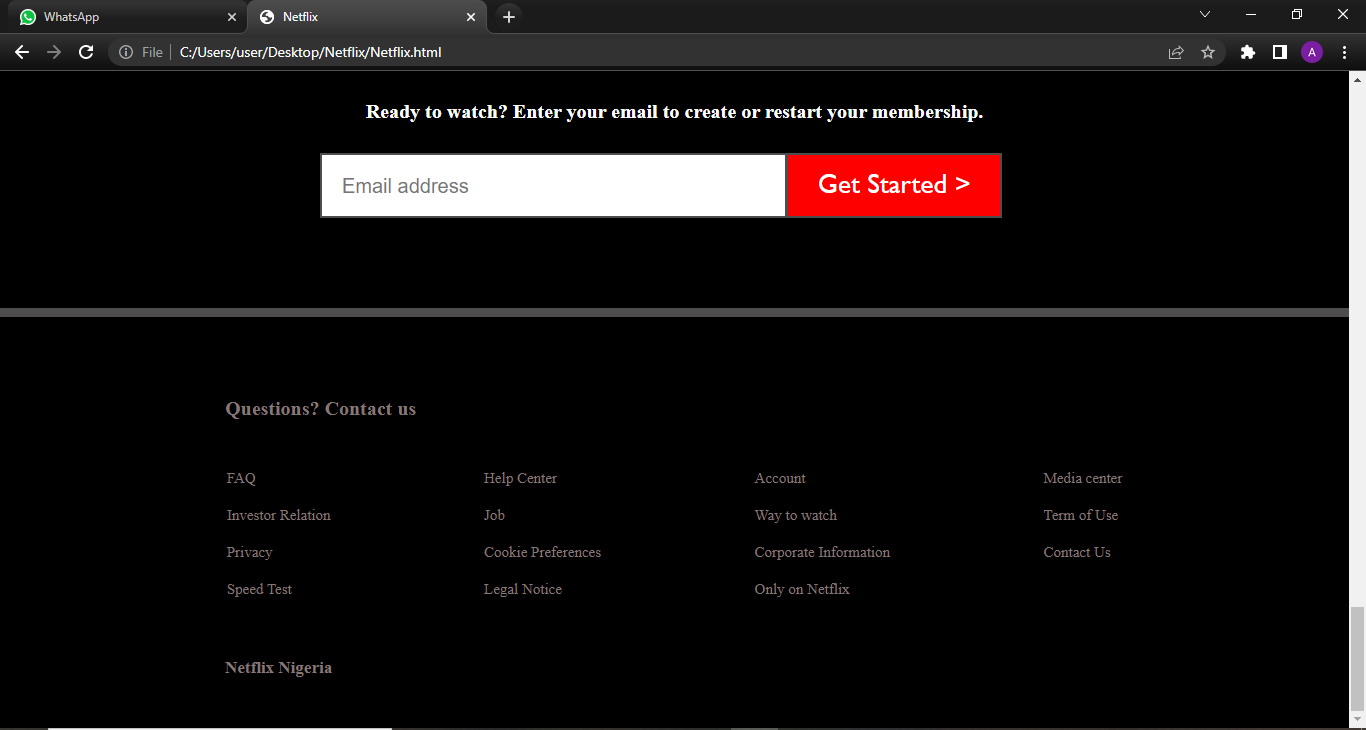 WhatsApp
Netflix
File C:/Users/user/Desktop/Netflix/Netflix.html
A
Ready to watch? Enter your email to create or restart your membership.
Email address Get Started >
Questions? Contact us
FAQ Help Center Account Media center
Investor Relation Job Way to watch Term of Use
Privacy Cookie Preferences Corporate Information Contact Us
Speed Test Legal Notice Only on Netflix
Netflix Nigeria